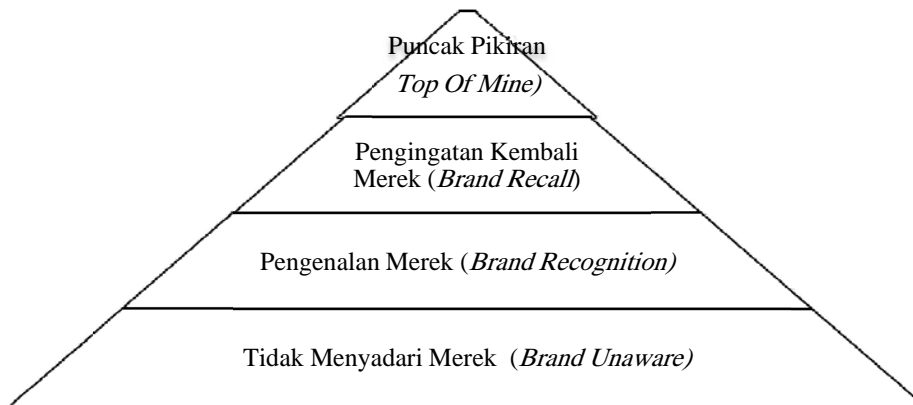 Puncak Pikiran
Top Of Mine)
Pengingatan Kembali
Merek (Brand Recall)
Pengenalan Merek (Brand Recognition)
Tidak Menyadari Merek (Brand Unaware)